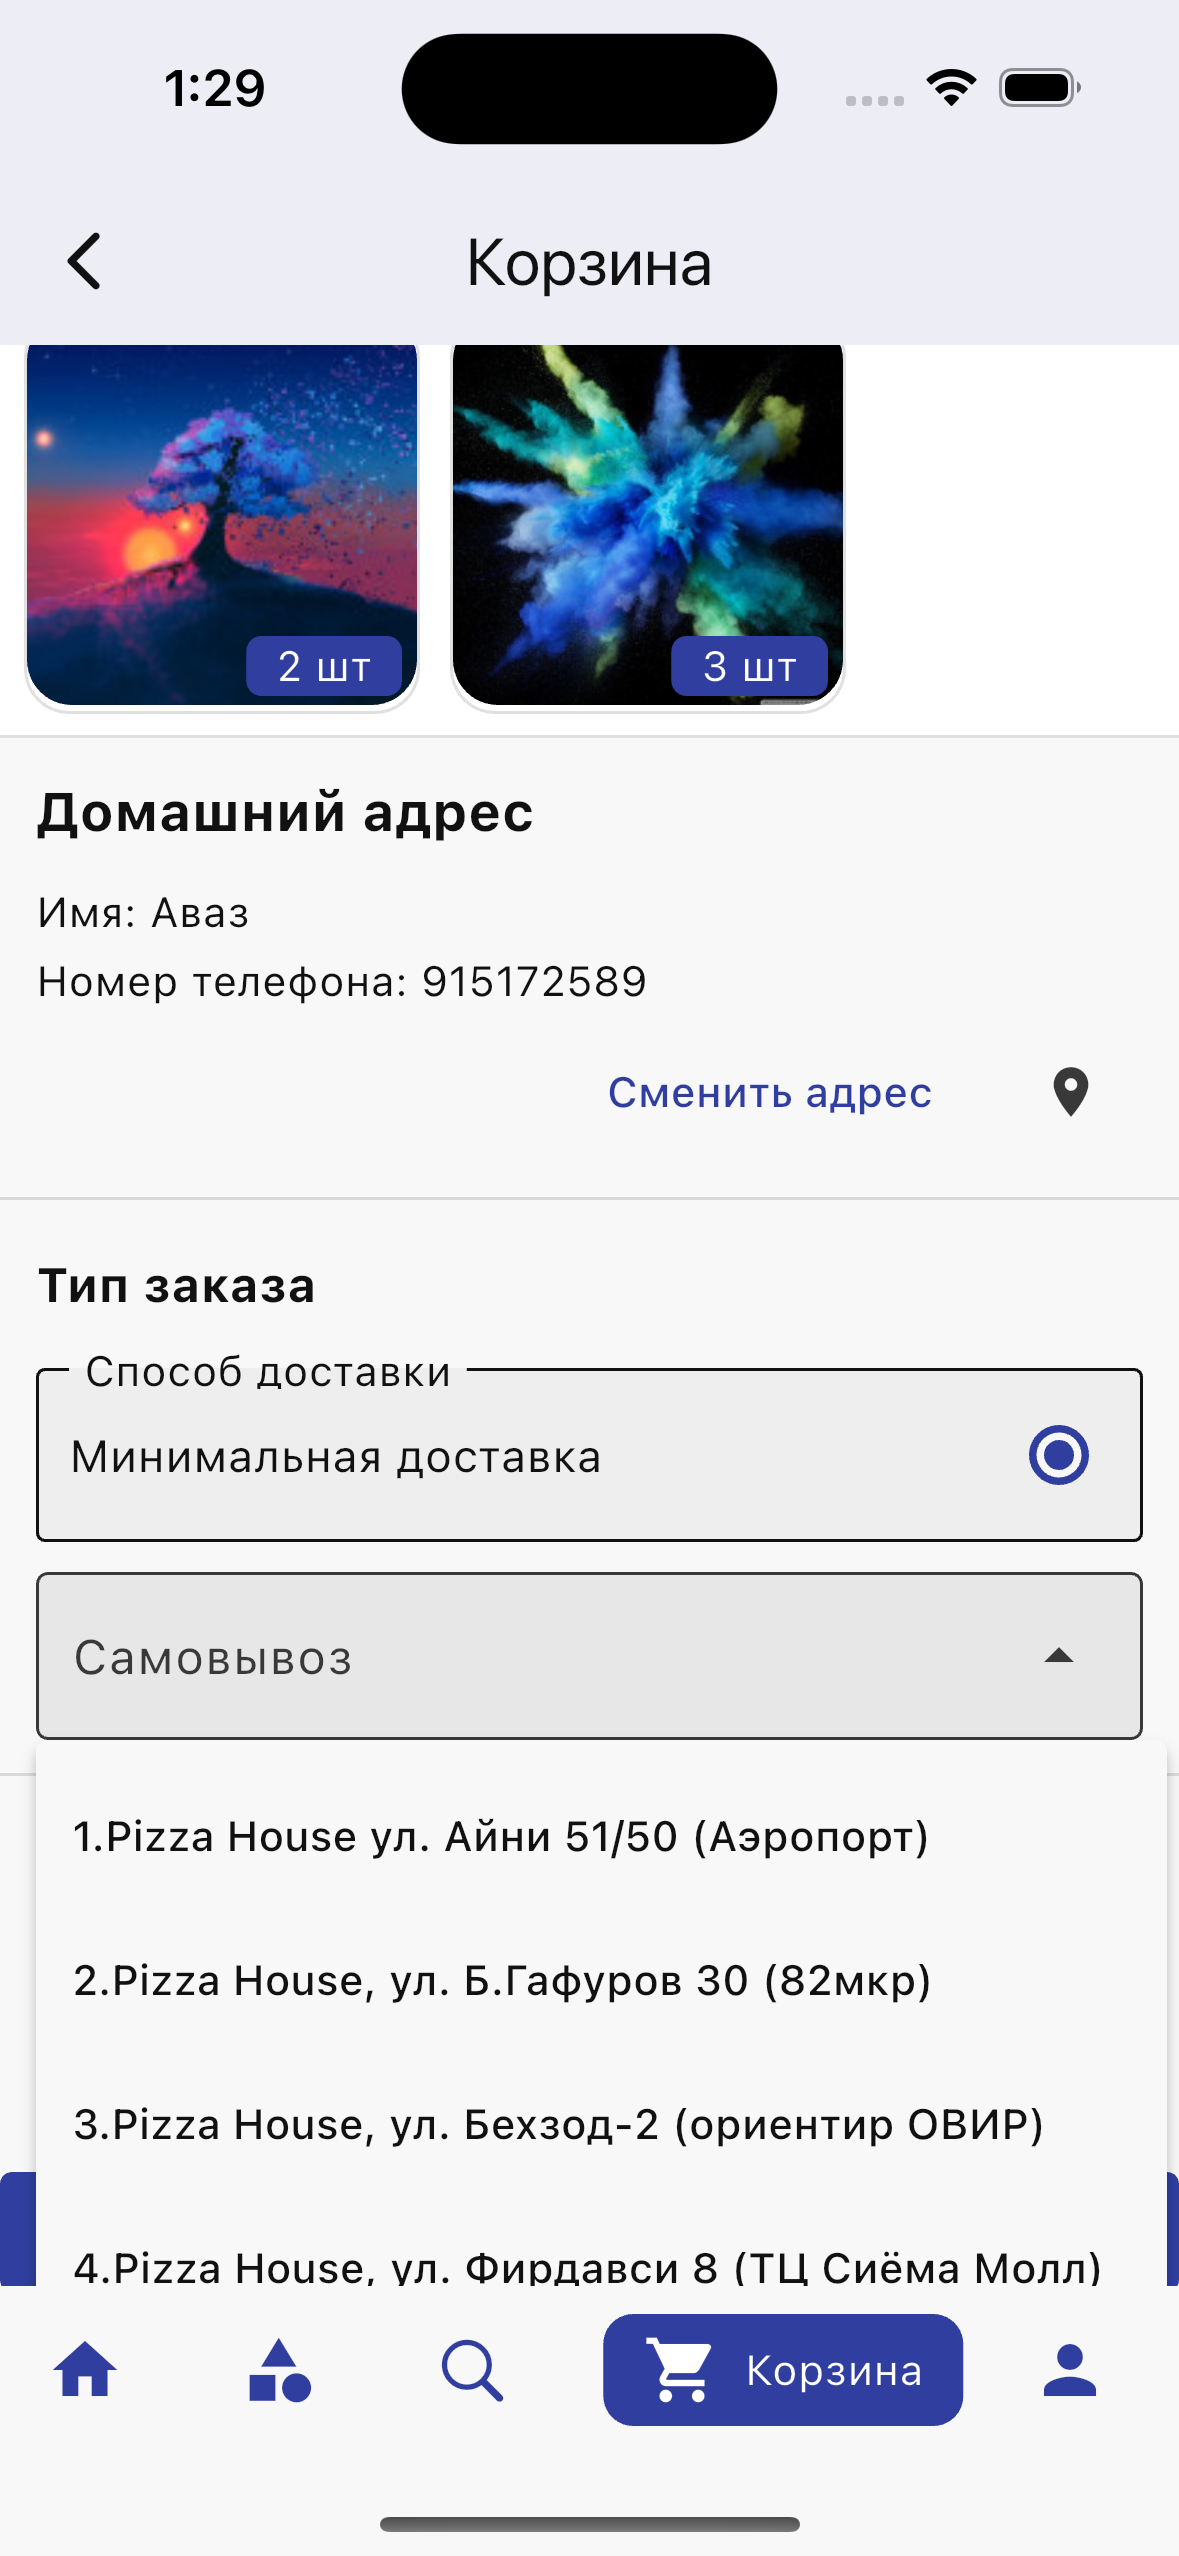 1:29
Корзина
2 шт
3 шт
Домашний адрес
Имя: Аваз
Номер телефона: 915172589
Сменить адрес
Тип заказа
Способ доставки
Минимальная доставка
Самовывоз
1.Pizza House ул. Айни 51/50 (Аэропорт)
2.Pizza House, ул. Б.Гафуров 30 (82мкр)
3.Pizza House, ул. Бехзод-2 (ориентир ОВИР)
4.Pizza House, ул. Фирдавси 8 (ТЦ Сиёма Молл)
Корзина